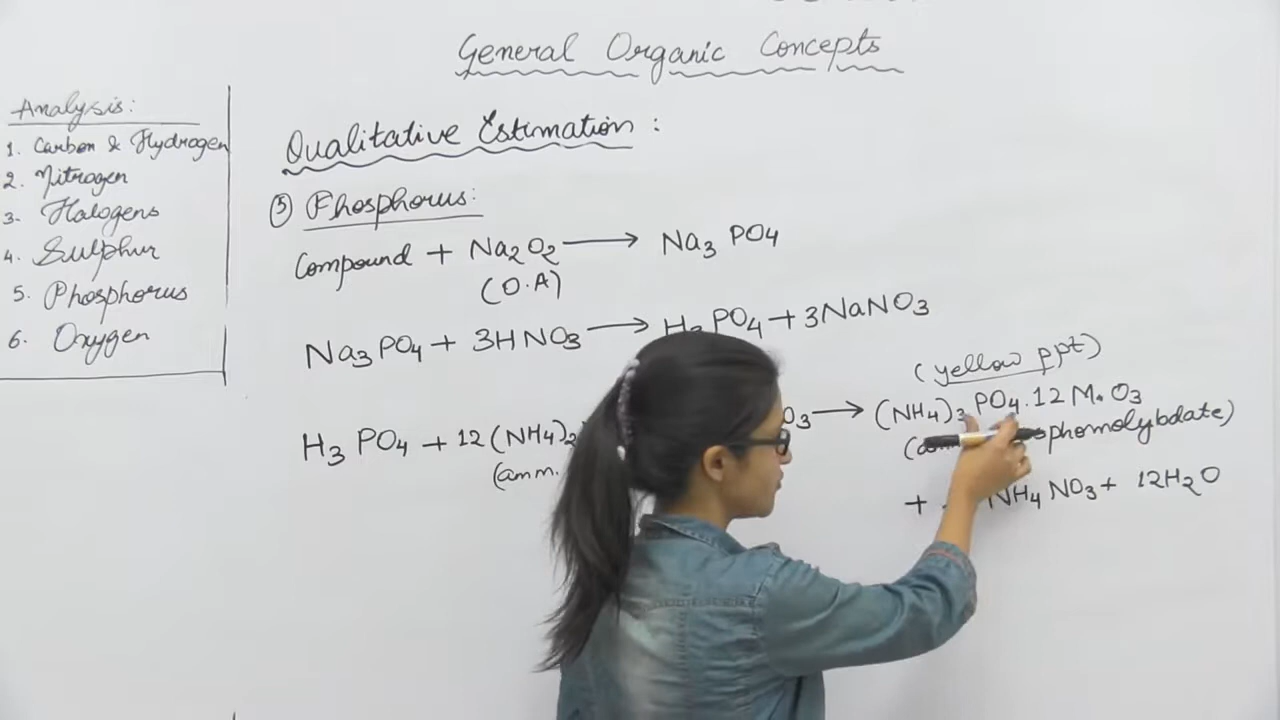 General Organic Concepts
Analysis:
1. Carbon & Hydrogen
2. Nitrogen
3. Halogens
4. Sulphur
5. Phosphorus
6. Oxygen
Qualitative Estimation:
⑤ Phosphorus:
Compound + Na2O2 → Na3PO4
(O.A)
Na3PO4 + 3HNO3 → PO4 + 3NaNO3
(yellow ppt)
H3PO4 + 12(NH4)2 O3 → (NH4)3PO4.12MoO3
(amm.
+ NH4NO3 + 12H2O